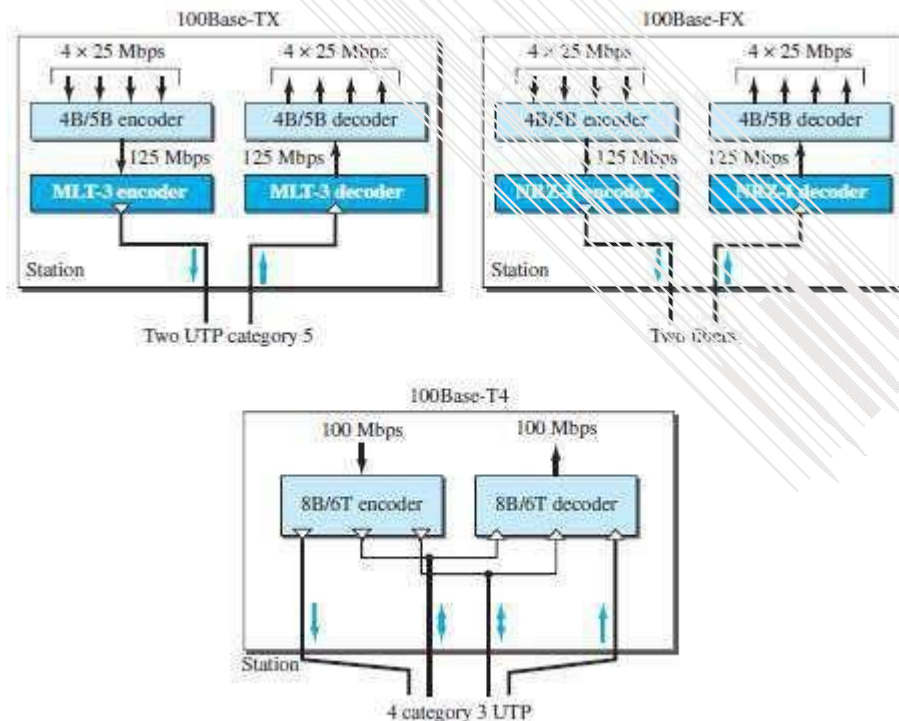 100Base-TX
4 × 25 Mbps
4 × 25 Mbps
4B/5B encoder
4B/5B decoder
125 Mbps
125 Mbps
MLT-3 encoder
MLT-3 decoder
Station
Two UTP category 5
100Base-FX
4 × 25 Mbps
4 × 25 Mbps
4B/5B encoder
4B/5B decoder
125 Mbps
125 Mbps
NRZ-I encoder
NRZ-I decoder
Station
Two fibers
100Base-T4
100 Mbps
100 Mbps
8B/6T encoder
8B/6T decoder
Station
4 category 3 UTP